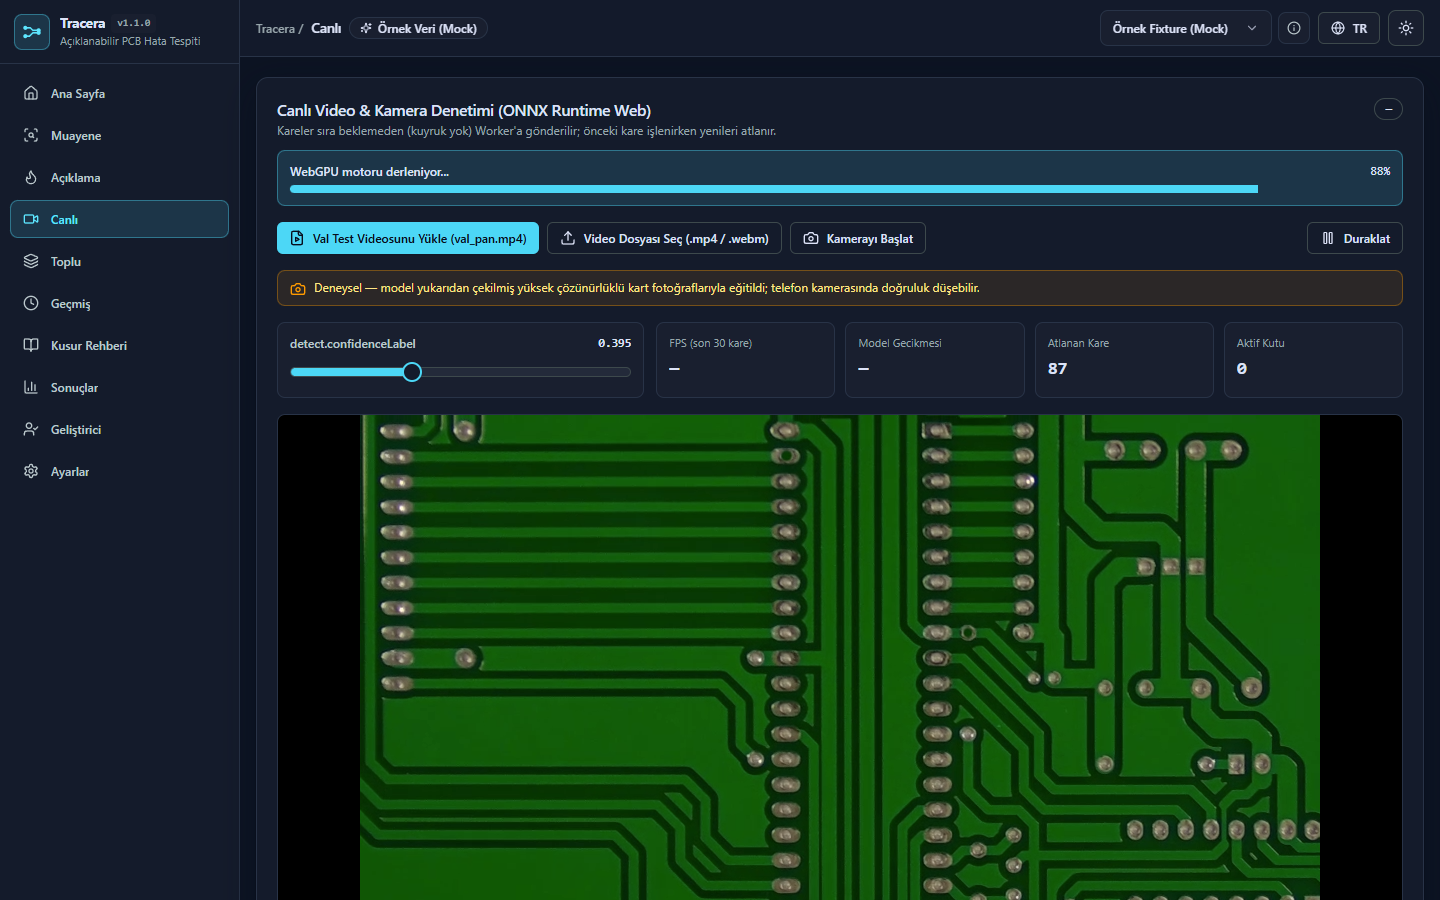 Tracera v1.1.0
Açıklanabilir PCB Hata Tespiti
Ana Sayfa
Muayene
Açıklama
Canlı
Toplu
Geçmiş
Kusur Rehberi
Sonuçlar
Geliştirici
Ayarlar
Tracera / Canlı Örnek Veri (Mock)
Örnek Fixture (Mock)
TR
Canlı Video & Kamera Denetimi (ONNX Runtime Web)
Kareler sıra beklemeden (kuyruk yok) Worker'a gönderilir; önceki kare işlenirken yenileri atlanır.
WebGPU motoru derleniyor... 88%
Val Test Videosunu Yükle (val_pan.mp4)
Video Dosyası Seç (.mp4 / .webm)
Kamerayı Başlat
Duraklat
Deneysel — model yukarıdan çekilmiş yüksek çözünürlüklü kart fotoğraflarıyla eğitildi; telefon kamerasında doğruluk düşebilir.
detect.confidenceLabel 0.395
FPS (son 30 kare)
—
Model Gecikmesi
—
Atlanan Kare
87
Aktif Kutu
0